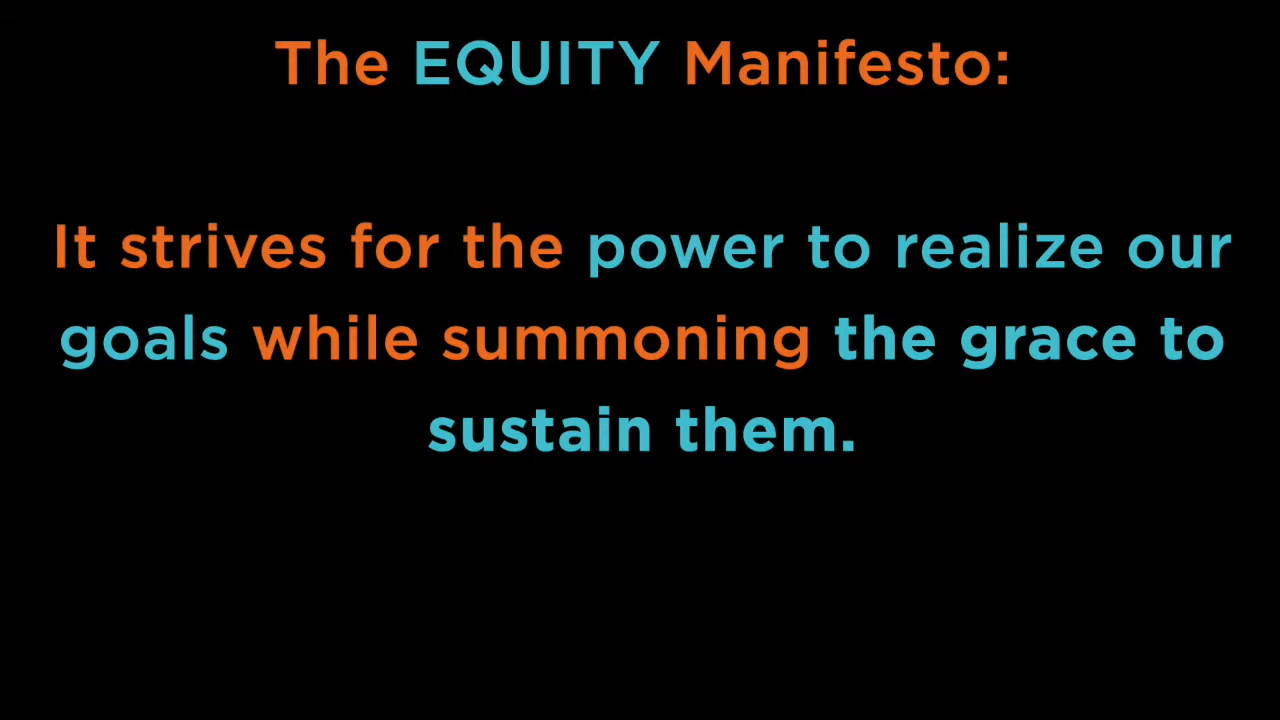 The EQUITY Manifesto:
It strives for the power to realize our
goals while summoning the grace to
sustain them.